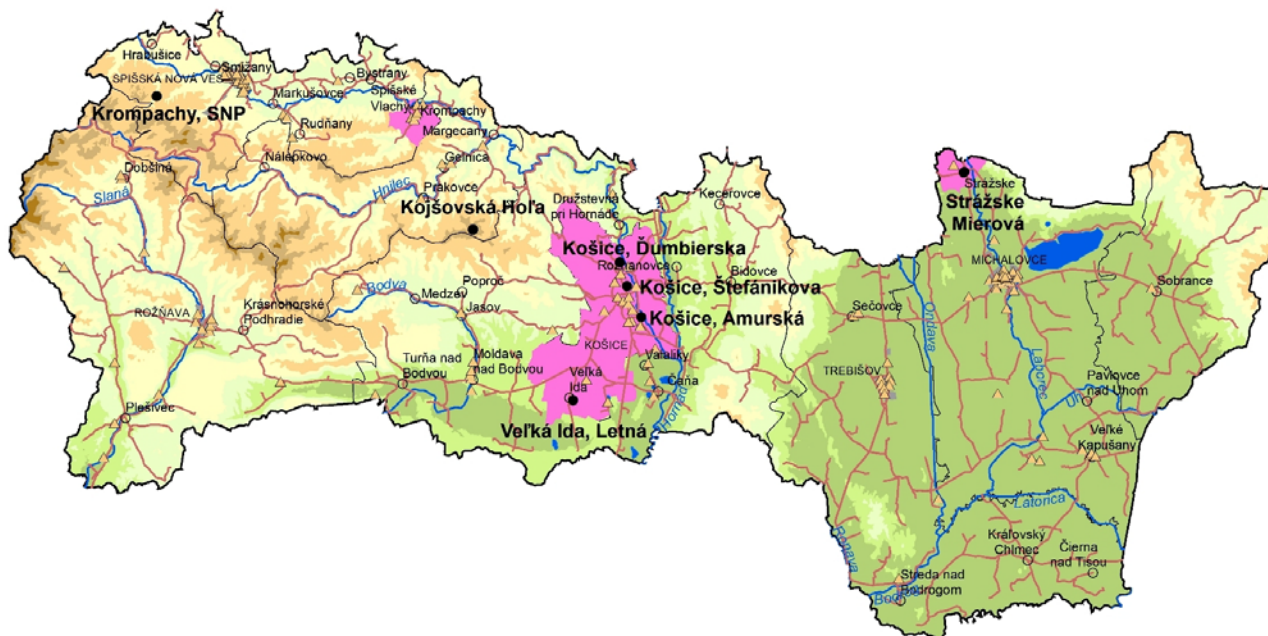 Hrabušice
Smižany
SPIŠSKÁ NOVÁ VES
Bystrany
Spišské
Vlachy
Krompachy, SNP
Markušovce
Krompachy
Rudňany
Margecany
Nálepkovo
Gelnica
Dobšiná
Slaná
Hnilec
Prakovce
Kojšovská Hoľa
Družstevná
pri Hornáde
Kecerovce
Strážske
Strážske
Mierová
Košice, Ďumbierska
Rozhanovce
Bidovce
MICHALOVCE
Sobrance
Košice, Štefánikova
Bodva
Poproč
Medzev
Jasov
Sečovce
Ondava
Košice, Amurská
ROŽŇAVA
Krásnohorské
Podhradie
KOŠICE
Laborec
Turňa nad
Bodvou
Moldava
nad Bodvou
Valaliky
Veľká
Ida
Čaňa
Hornád
TREBIŠOV
Pavlovce
nad Uhom
Uh
Plešivec
Veľká Ida, Letná
Veľké
Kapušany
Latorica
Roňava
Kráľovský
Chlmec
Čierna
nad Tisou
Streda nad
Bodrogom